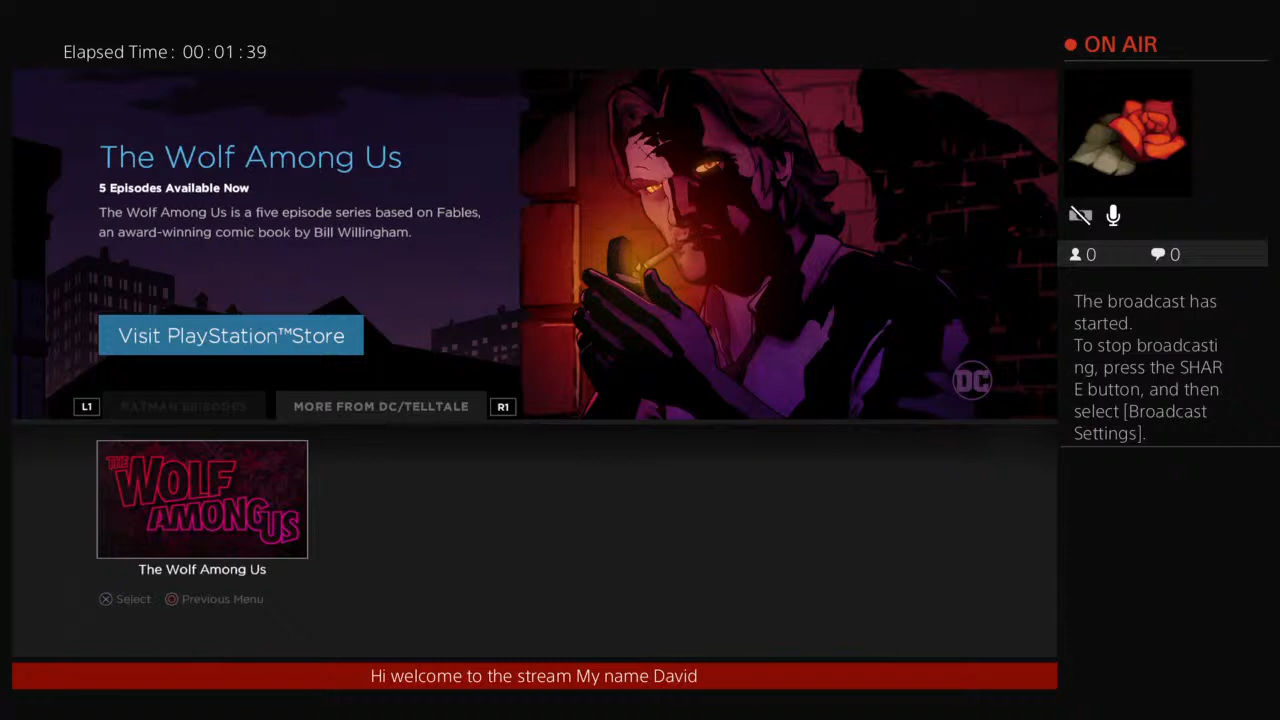 Elapsed Time: 00:01:39
ON AIR
The Wolf Among Us
5 Episodes Available Now
The Wolf Among Us is a five episode series based on Fables,
an award-winning comic book by Bill Willingham.
Visit PlayStation™Store
DC
L1
BATMAN EPISODES
MORE FROM DC/TELLTALE
R1
0
0
The broadcast has
started.
To stop broadcasti
ng, press the SHAR
E button, and then
select [Broadcast
Settings].
THE WOLF AMONG US
The Wolf Among Us
Select
Previous Menu
Hi welcome to the stream My name David